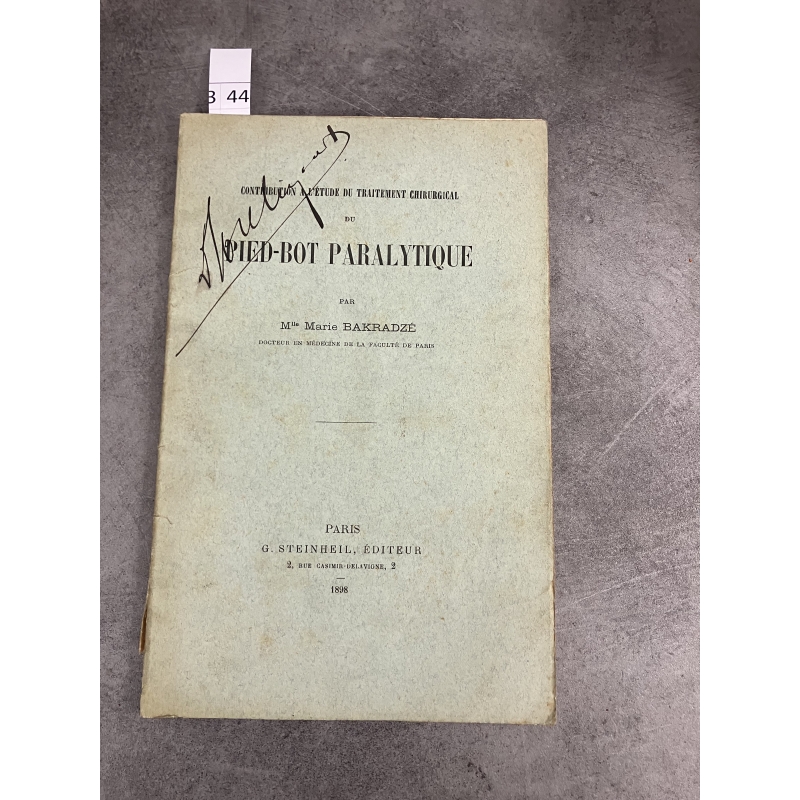 3 44
CONTRIBUTION A L'ÉTUDE DU TRAITEMENT CHIRURGICAL
DU
PIED-BOT PARALYTIQUE
PAR
Mlle Marie BAKRADZÉ
DOCTEUR EN MÉDECINE DE LA FACULTÉ DE PARIS
PARIS
G. STEINHEIL, ÉDITEUR
2, RUE CASIMIR-DELAVIGNE, 2
1898